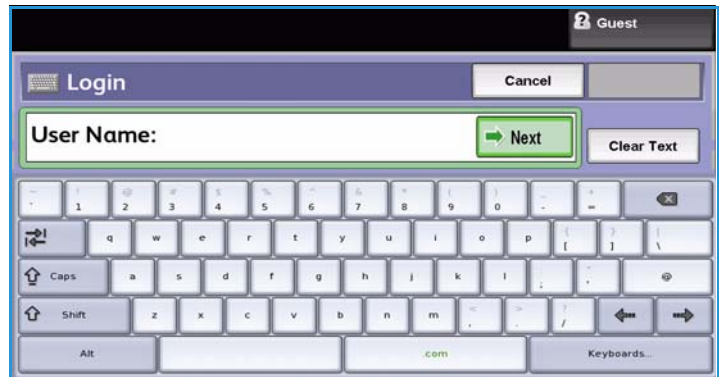 Guest
Login Cancel
User Name: Next Clear Text
~ ! @ # $ % ^ & * ( ) _ +
` 1 2 3 4 5 6 7 8 9 0 - =
q w e r t y u i o p { [ } ] | \
Caps a s d f g h j k l : ; " ' @
Shift z x c v b n m < , > . ? /
Alt .com Keyboards...